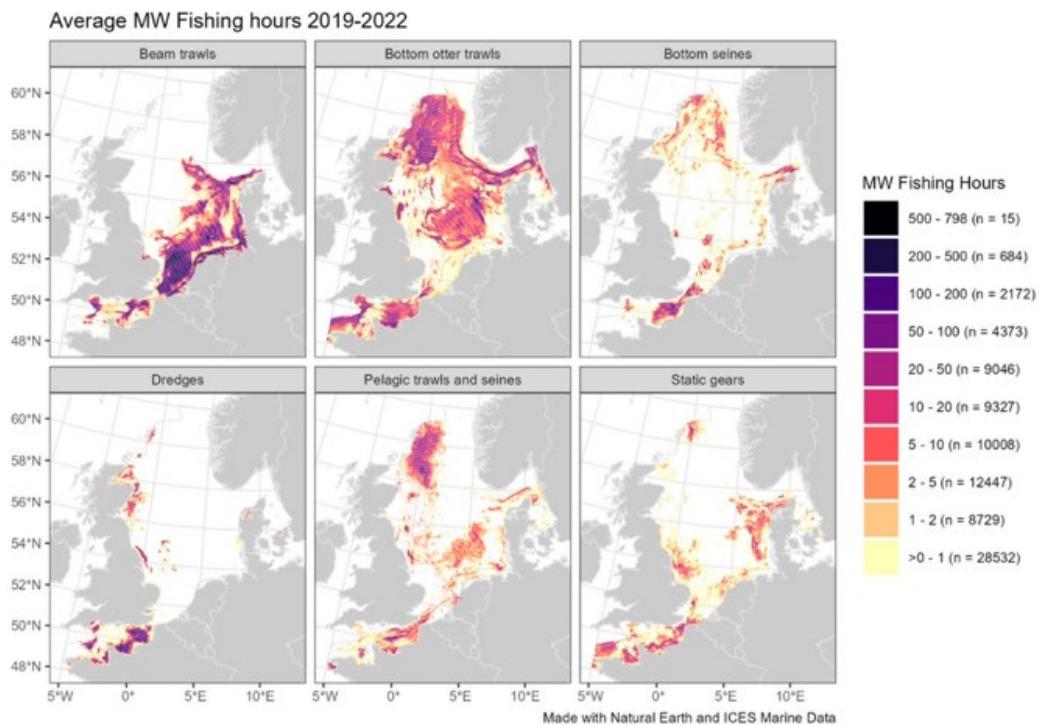 Average MW Fishing hours 2019-2022
Beam trawls
Bottom otter trawls
Bottom seines
60°N
58°N
56°N
54°N
52°N
50°N
48°N
MW Fishing Hours
500 - 798 (n = 15)
200 - 500 (n = 684)
100 - 200 (n = 2172)
50 - 100 (n = 4373)
20 - 50 (n = 9046)
10 - 20 (n = 9327)
5 - 10 (n = 10008)
2 - 5 (n = 12447)
1 - 2 (n = 8729)
>0 - 1 (n = 28532)
Dredges
Pelagic trawls and seines
Static gears
60°N
58°N
56°N
54°N
52°N
50°N
48°N
5°W 0° 5°E 10°E
5°W 0° 5°E 10°E
5°W 0° 5°E 10°E
Made with Natural Earth and ICES Marine Data